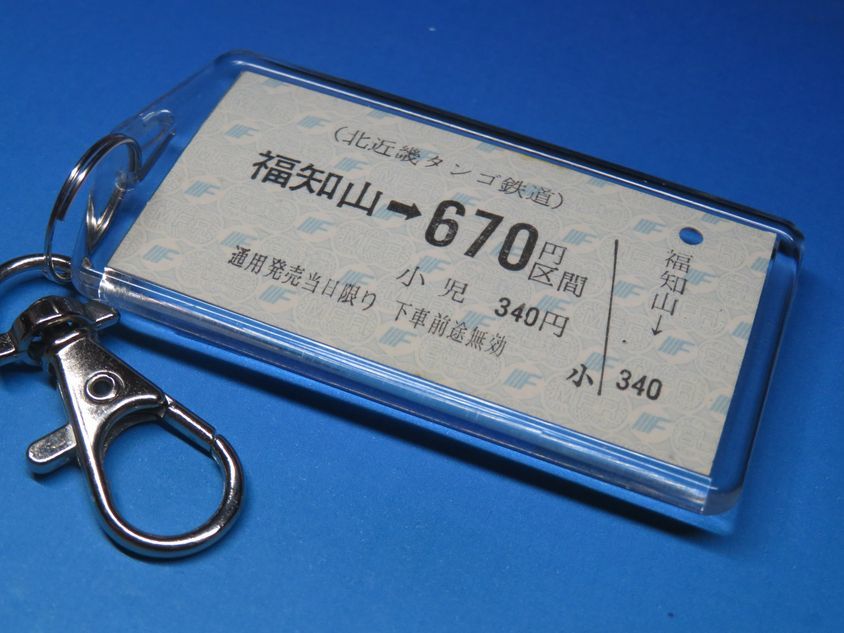 (北近畿タンゴ鉄道)
福知山→670円区間
小児 340円
通用発売当日限り 下車前途無効
小
福知山→
340